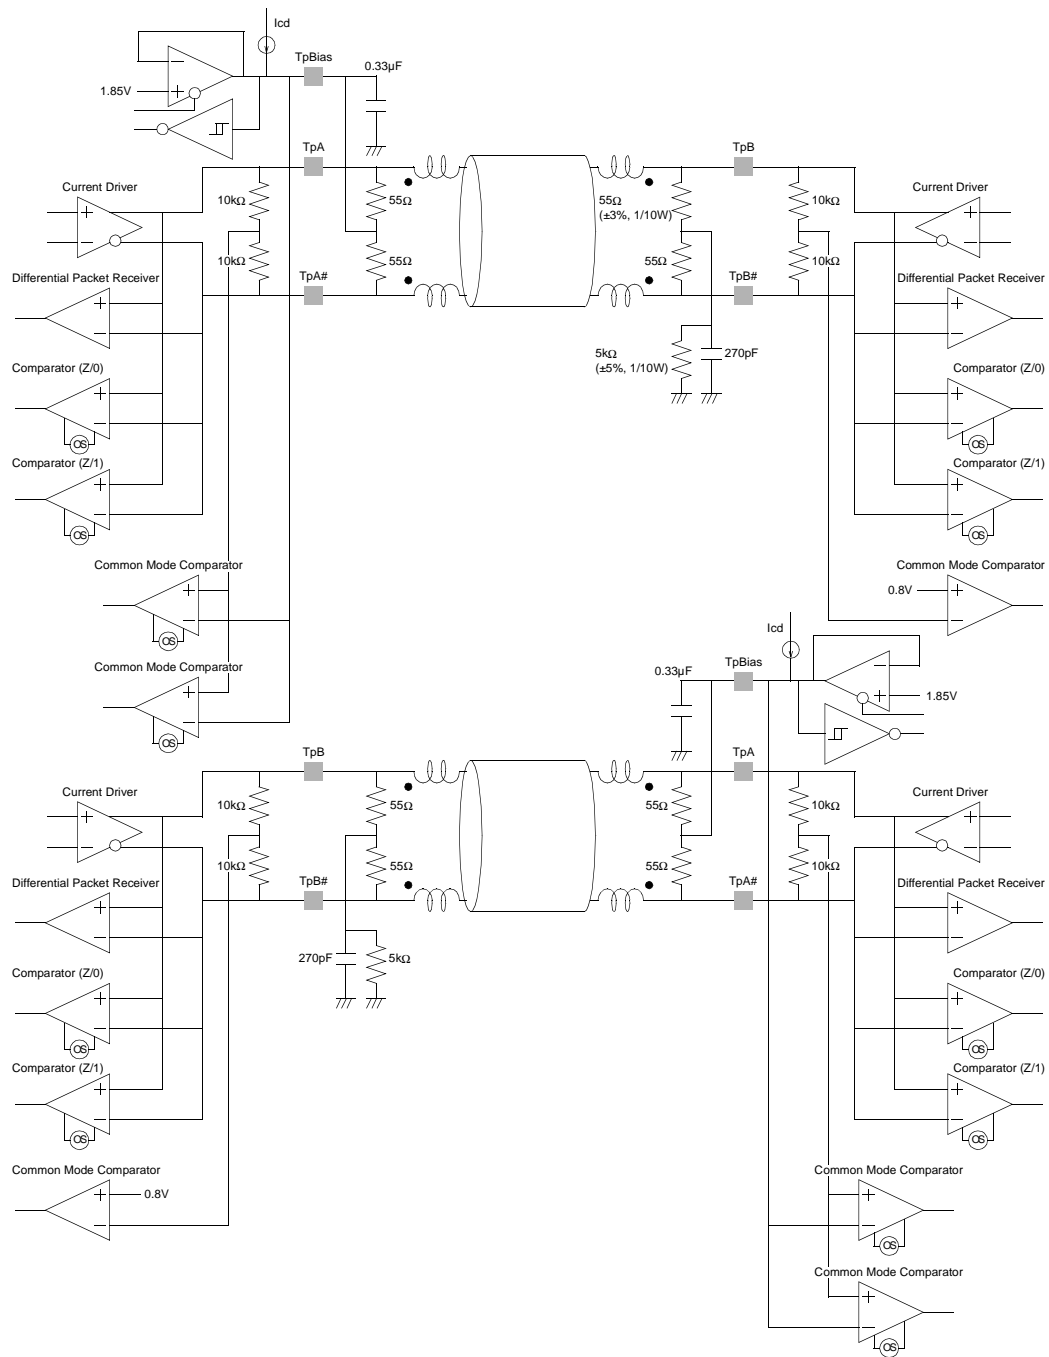 Icd
TpBias
0.33µF
1.85V
TpA
TpB
Current Driver
10kΩ
55Ω
55Ω
(±3%, 1/10W)
10kΩ
Current Driver
10kΩ
55Ω
55Ω
10kΩ
TpA#
TpB#
Differential Packet Receiver
Differential Packet Receiver
5kΩ
(±5%, 1/10W)
270pF
Comparator (Z/0)
Comparator (Z/0)
OS
OS
Comparator (Z/1)
Comparator (Z/1)
OS
OS
Common Mode Comparator
Common Mode Comparator
0.8V
OS
Icd
Common Mode Comparator
0.33µF
TpBias
1.85V
OS
TpB
TpA
Current Driver
10kΩ
55Ω
55Ω
10kΩ
Current Driver
10kΩ
55Ω
55Ω
10kΩ
TpB#
TpA#
Differential Packet Receiver
Differential Packet Receiver
270pF
5kΩ
Comparator (Z/0)
Comparator (Z/0)
OS
OS
Comparator (Z/1)
Comparator (Z/1)
OS
OS
Common Mode Comparator
0.8V
Common Mode Comparator
OS
Common Mode Comparator
OS